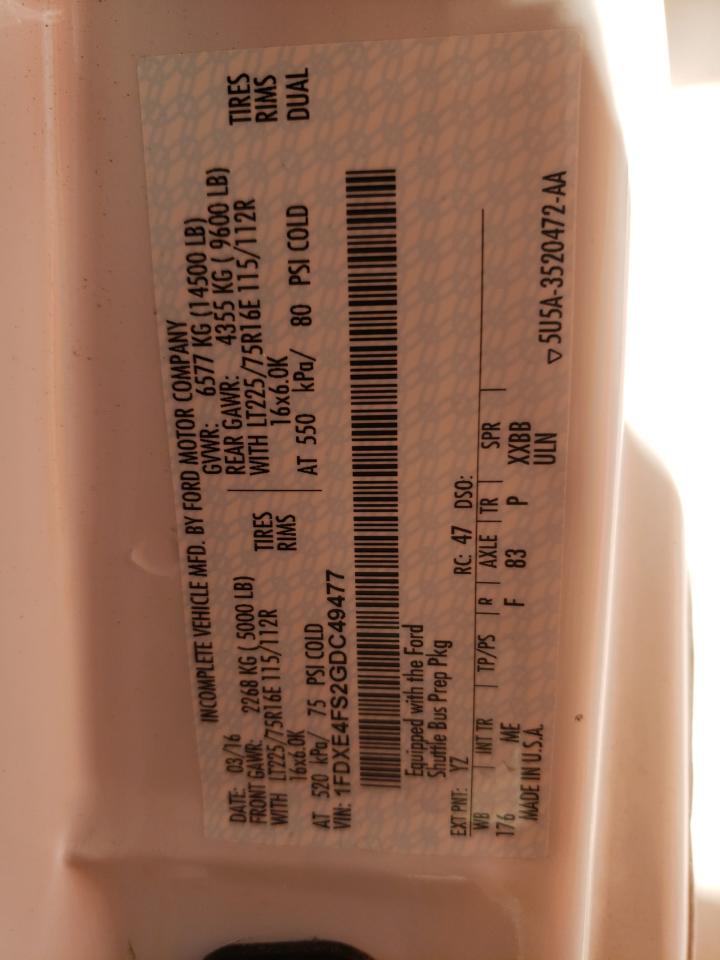 INCOMPLETE VEHICLE MFD. BY FORD MOTOR COMPANY
DATE: 03/16 GVWR: 6577 KG (14500 LB)
FRONT GAWR: 2268 KG ( 5000 LB) REAR GAWR: 4355 KG ( 9600 LB)
WITH LT225/75R16E 115/112R TIRES WITH LT225/75R16E 115/112R TIRES
16x6.0K RIMS 16x6.0K RIMS
AT 520 kPa/ 75 PSI COLD AT 550 kPa/ 80 PSI COLD DUAL
VIN: 1FDXE4FS2GDC49477
Equipped with the Ford
Shuttle Bus Prep Pkg
EXT PNT: YZ RC: 47 DSO:
WB INT TR TP/PS R AXLE TR SPR
176 ME F 83 P XXBB
MADE IN U.S.A. ULN
▽5U5A-3520472-AA